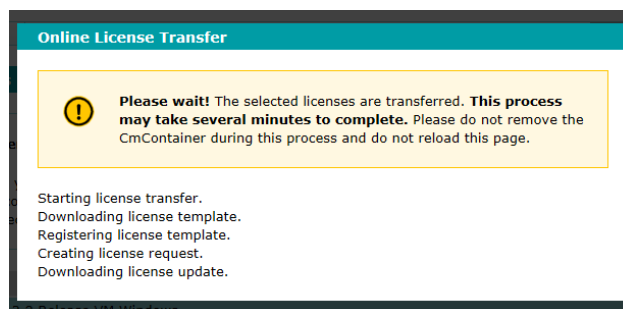 Online License Transfer
Please wait! The selected licenses are transferred. This process
may take several minutes to complete. Please do not remove the
CmContainer during this process and do not reload this page.
Starting license transfer.
Downloading license template.
Registering license template.
Creating license request.
Downloading license update.